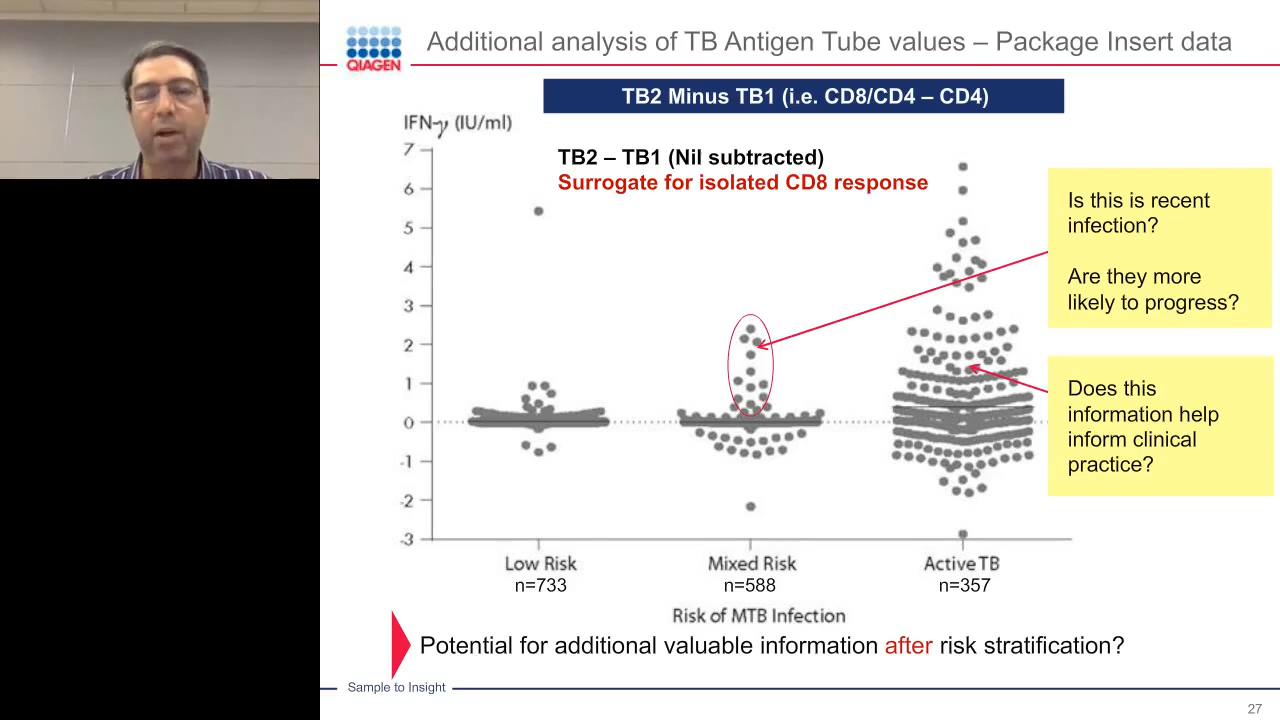 QIAGEN
Additional analysis of TB Antigen Tube values – Package Insert data
TB2 Minus TB1 (i.e. CD8/CD4 – CD4)
IFN-γ (IU/ml)
TB2 – TB1 (Nil subtracted)
Surrogate for isolated CD8 response
7
6
5
4
3
2
1
0
-1
-2
-3
Is this is recent
infection?
Are they more
likely to progress?
Does this
information help
inform clinical
practice?
Low Risk
n=733
Mixed Risk
n=588
Active TB
n=357
Risk of MTB Infection
Potential for additional valuable information after risk stratification?
Sample to Insight
27